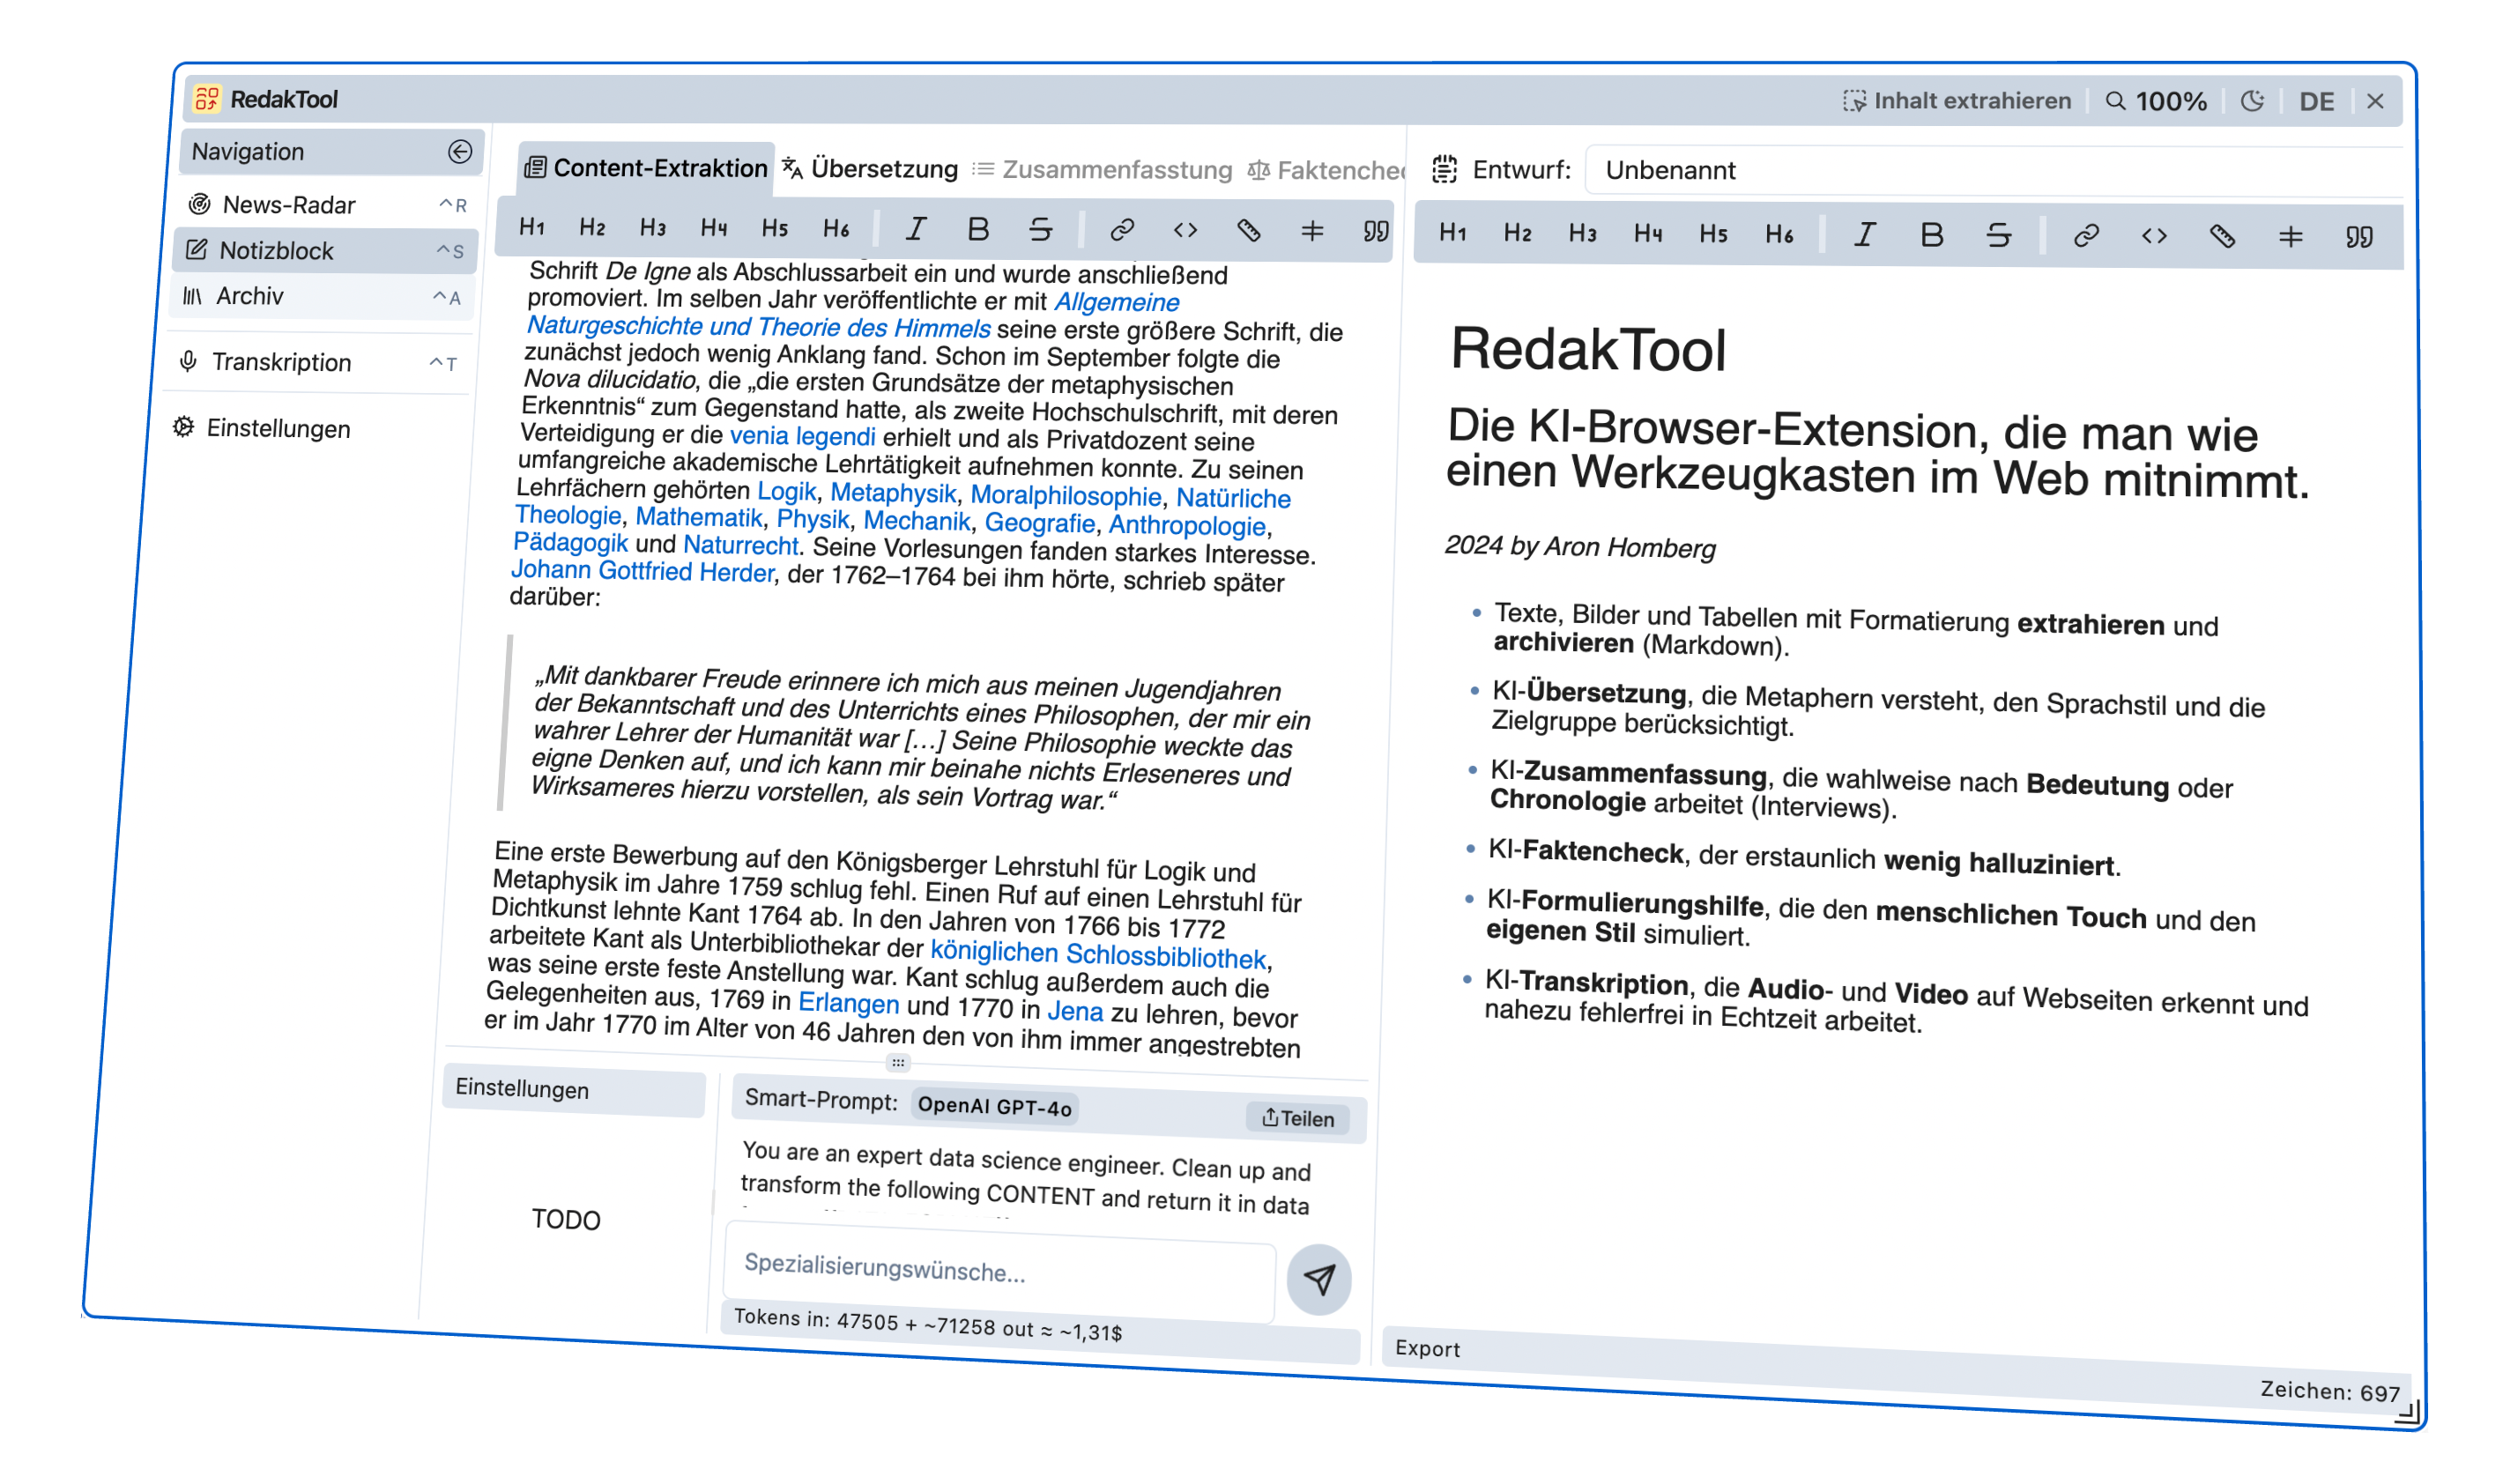 RedakTool
Inhalt extrahieren
100%
DE
Navigation
News-Radar ^R
Notizblock ^S
Archiv ^A
Transkription ^T
Einstellungen
Content-Extraktion
Übersetzung
Zusammenfasstung
H1 H2 H3 H4 H5 H6 I B S
Schrift De Igne als Abschlussarbeit ein und wurde anschließend
promoviert. Im selben Jahr veröffentlichte er mit Allgemeine
Naturgeschichte und Theorie des Himmels seine erste größere Schrift, die
zunächst jedoch wenig Anklang fand. Schon im September folgte die
Nova dilucidatio, die „die ersten Grundsätze der metaphysischen
Erkenntnis“ zum Gegenstand hatte, als zweite Hochschulschrift, mit deren
Verteidigung er die venia legendi erhielt und als Privatdozent seine
umfangreiche akademische Lehrtätigkeit aufnehmen konnte. Zu seinen
Lehrfächern gehörten Logik, Metaphysik, Moralphilosophie, Natürliche
Theologie, Mathematik, Physik, Mechanik, Geografie, Anthropologie,
Pädagogik und Naturrecht. Seine Vorlesungen fanden starkes Interesse.
Johann Gottfried Herder, der 1762–1764 bei ihm hörte, schrieb später
darüber:
„Mit dankbarer Freude erinnere ich mich aus meinen Jugendjahren
der Bekanntschaft und des Unterrichts eines Philosophen, der mir ein
wahrer Lehrer der Humanität war […] Seine Philosophie weckte das
eigne Denken auf, und ich kann mir beinahe nichts Erleseneres und
Wirksameres hierzu vorstellen, als sein Vortrag war.“
Eine erste Bewerbung auf den Königsberger Lehrstuhl für Logik und
Metaphysik im Jahre 1759 schlug fehl. Einen Ruf auf einen Lehrstuhl für
Dichtkunst lehnte Kant 1764 ab. In den Jahren von 1766 bis 1772
arbeitete Kant als Unterbibliothekar der königlichen Schlossbibliothek,
was seine erste feste Anstellung war. Kant schlug außerdem auch die
Gelegenheiten aus, 1769 in Erlangen und 1770 in Jena zu lehren, bevor
er im Jahr 1770 im Alter von 46 Jahren den von ihm immer angestrebten
Einstellungen
TODO
Smart-Prompt: OpenAI GPT-4o
Teilen
You are an expert data science engineer. Clean up and
transform the following CONTENT and return it in data
Spezialisierungswünsche...
Tokens in: 47505 + ~71258 out ≈ ~1,31$
Entwurf: Unbenannt
H1 H2 H3 H4 H5 H6 I B S
RedakTool
Die KI-Browser-Extension, die man wie
einen Werkzeugkasten im Web mitnimmt.
2024 by Aron Homberg
• Texte, Bilder und Tabellen mit Formatierung extrahieren und
archivieren (Markdown).
• KI-Übersetzung, die Metaphern versteht, den Sprachstil und die
Zielgruppe berücksichtigt.
• KI-Zusammenfassung, die wahlweise nach Bedeutung oder
Chronologie arbeitet (Interviews).
• KI-Faktencheck, der erstaunlich wenig halluziniert.
• KI-Formulierungshilfe, die den menschlichen Touch und den
eigenen Stil simuliert.
• KI-Transkription, die Audio- und Video auf Webseiten erkennt und
nahezu fehlerfrei in Echtzeit arbeitet.
Export
Zeichen: 697